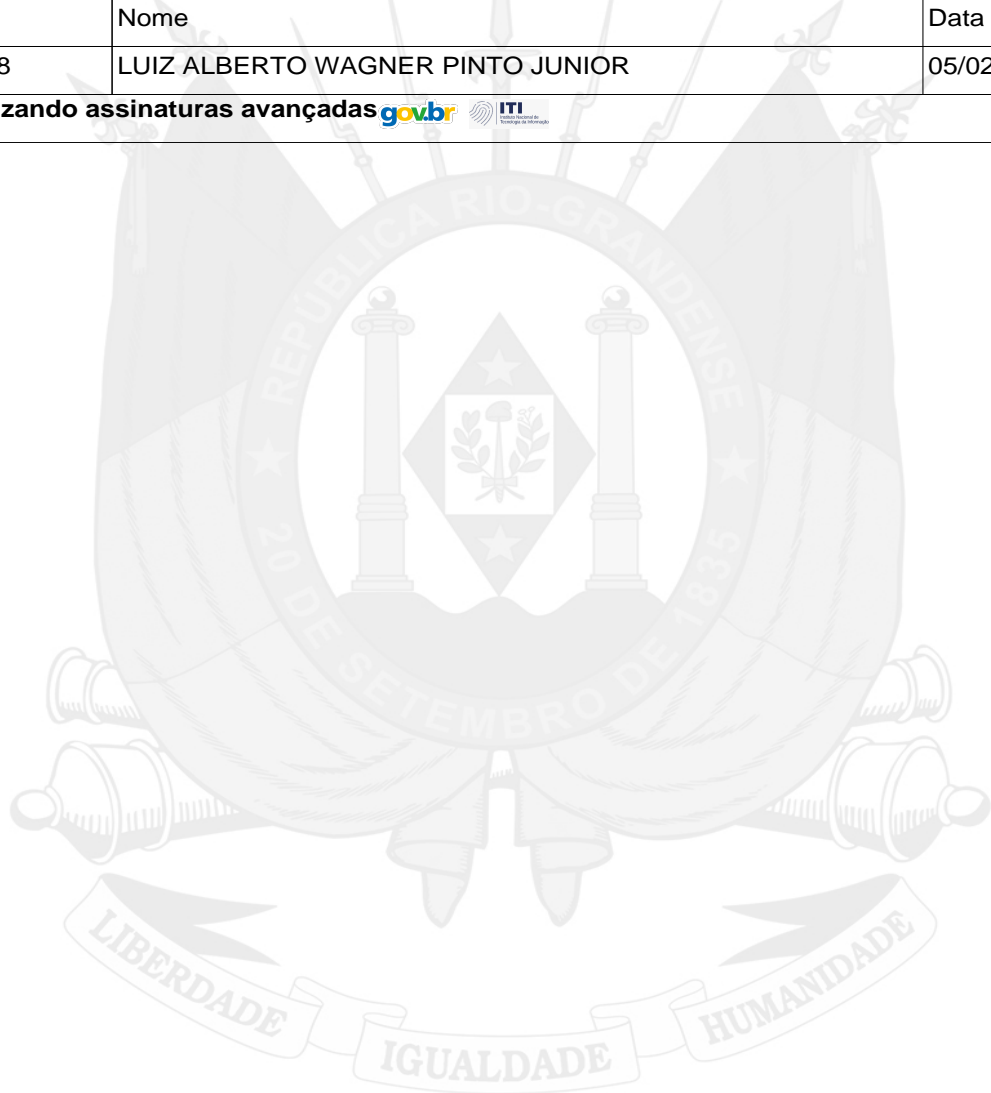 Nome Data
8 LUIZ ALBERTO WAGNER PINTO JUNIOR 05/02
zando assinaturas avançadas gov.br ITI
REPÚBLICA RIO-GRANDENSE
20 DE SETEMBRO DE 1835
LIBERDADE IGUALDADE HUMANIDADE